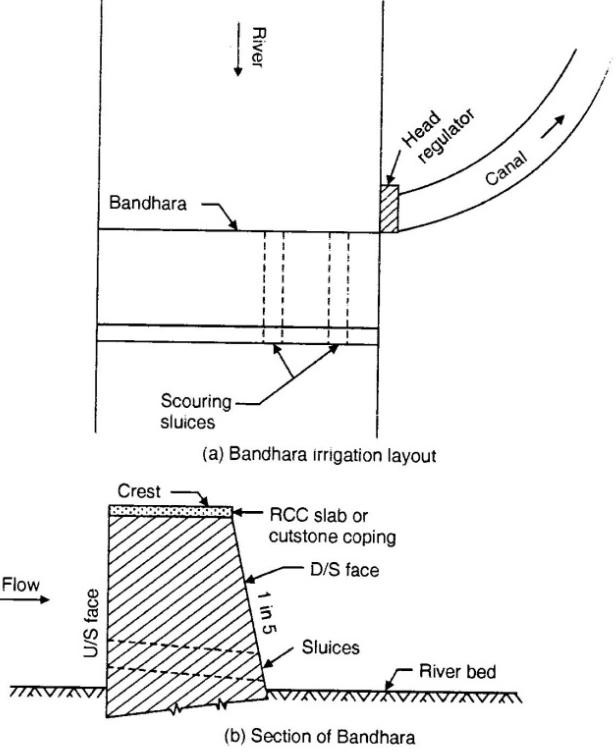 River
Head
regulator
Canal
Bandhara
Scouring
sluices
(a) Bandhara irrigation layout
Crest
RCC slab or
cutstone coping
Flow
U/S face
D/S face
1 in 5
Sluices
River bed
(b) Section of Bandhara